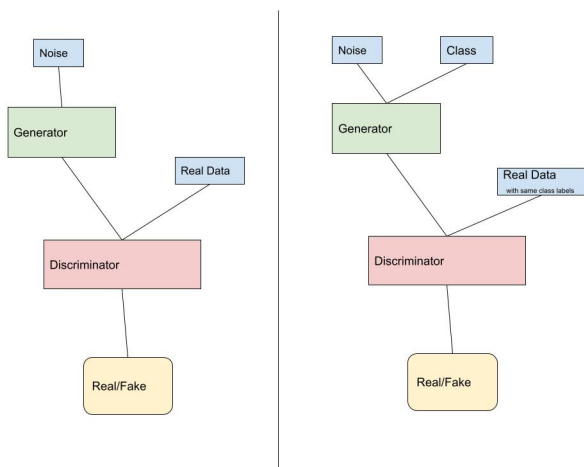 Noise
Generator
Real Data
Discriminator
Real/Fake
Noise
Class
Generator
Real Data
with same class labels
Discriminator
Real/Fake